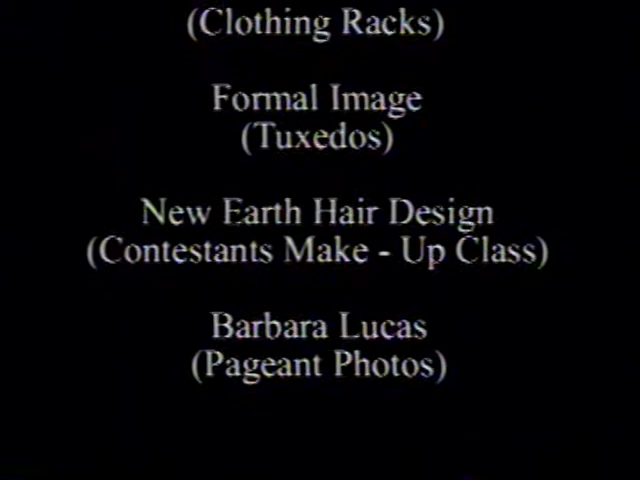 (Clothing Racks)
Formal Image
(Tuxedos)
New Earth Hair Design
(Contestants Make - Up Class)
Barbara Lucas
(Pageant Photos)